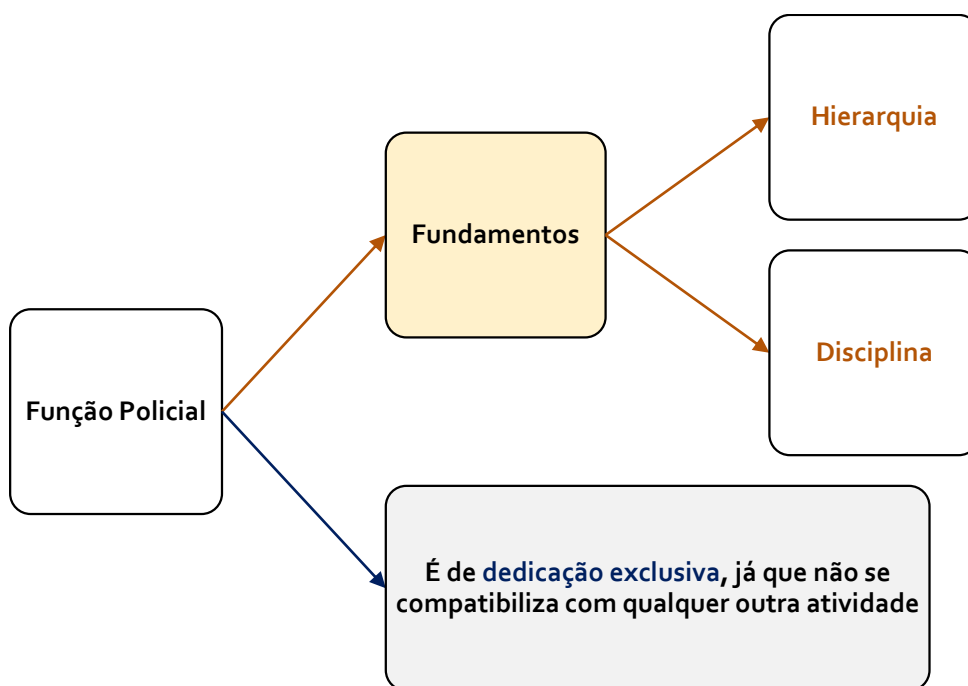 Hierarquia
Fundamentos
Disciplina
Função Policial
É de dedicação exclusiva, já que não se
compatibiliza com qualquer outra atividade